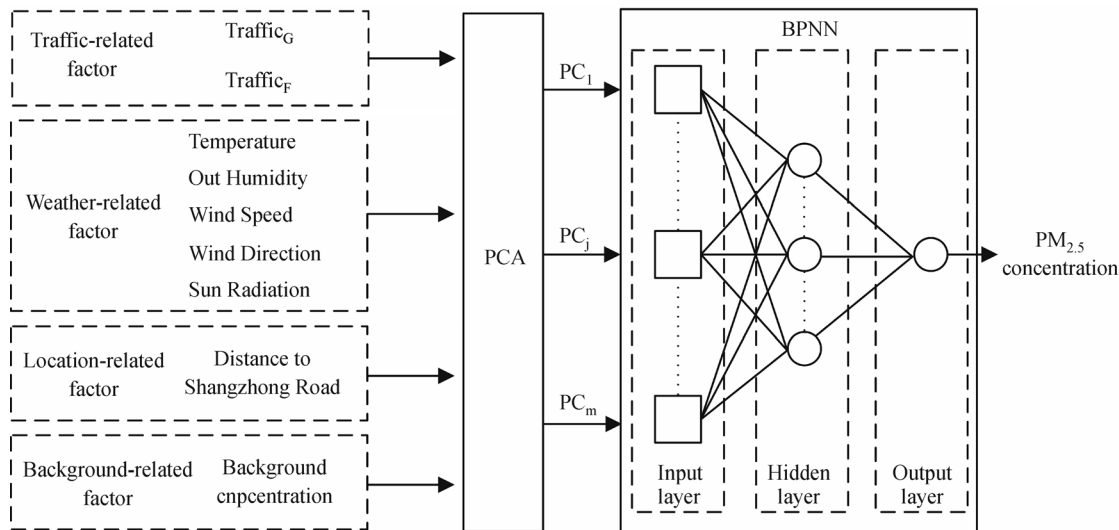 Traffic-related
factor
Traffic_G
Traffic_F
Weather-related
factor
Temperature
Out Humidity
Wind Speed
Wind Direction
Sun Radiation
Location-related
factor
Distance to
Shangzhong Road
Background-related
factor
Background
cnpcentration
PCA
PC_1
PC_j
PC_m
BPNN
Input
layer
Hidden
layer
Output
layer
PM_2.5
concentration